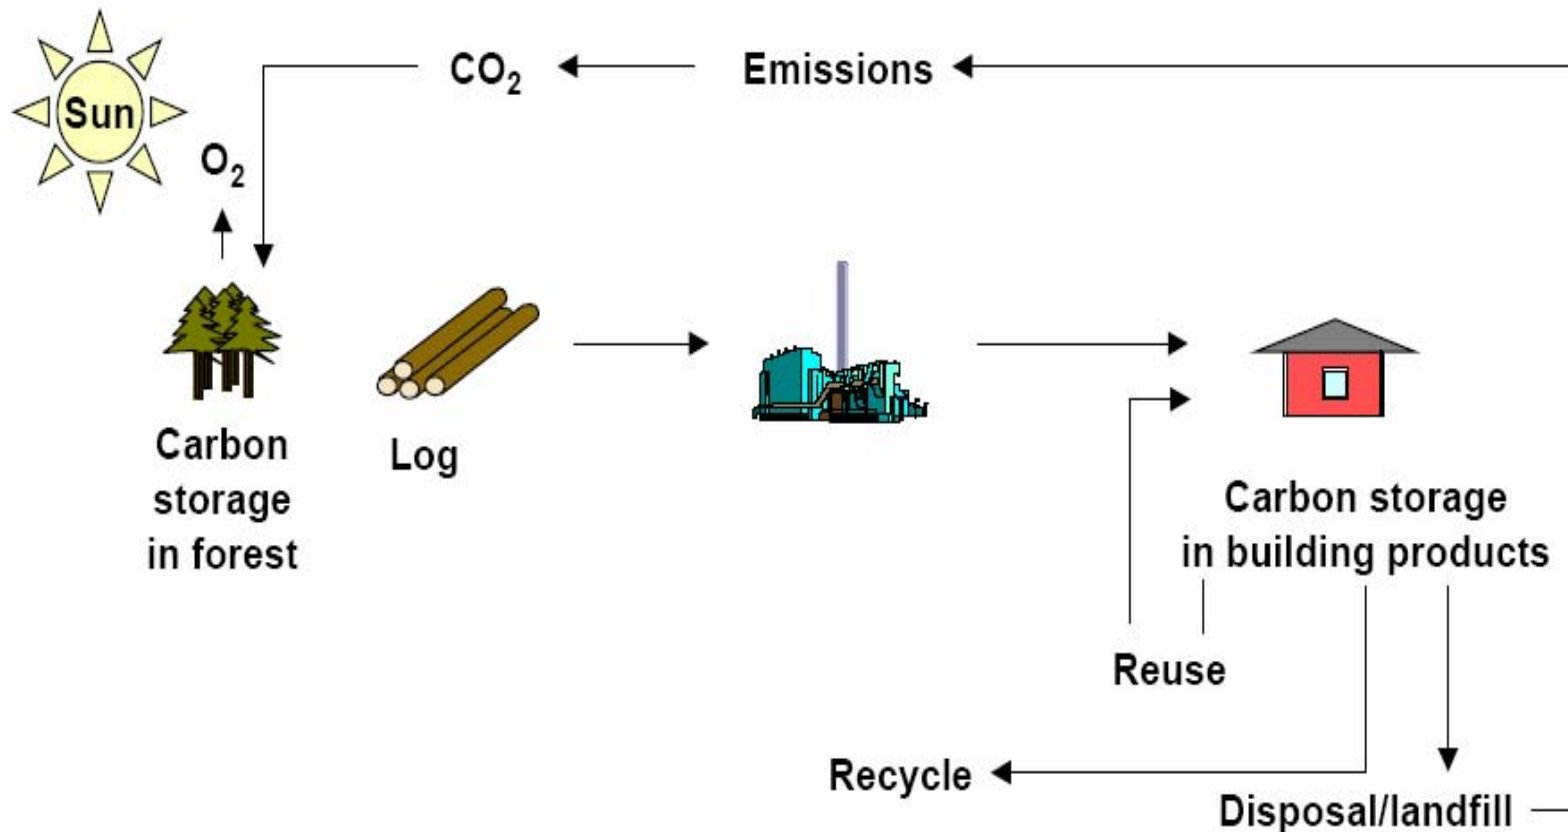 CO₂
Emissions
Sun
O₂
Carbon
storage
in forest
Log
Carbon storage
in building products
Reuse
Recycle
Disposal/landfill